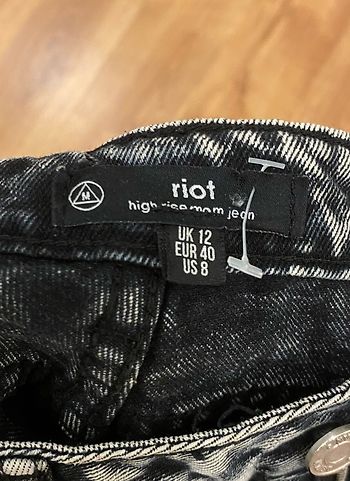 M
riot
high rise mom jean
UK 12
EUR 40
US 8